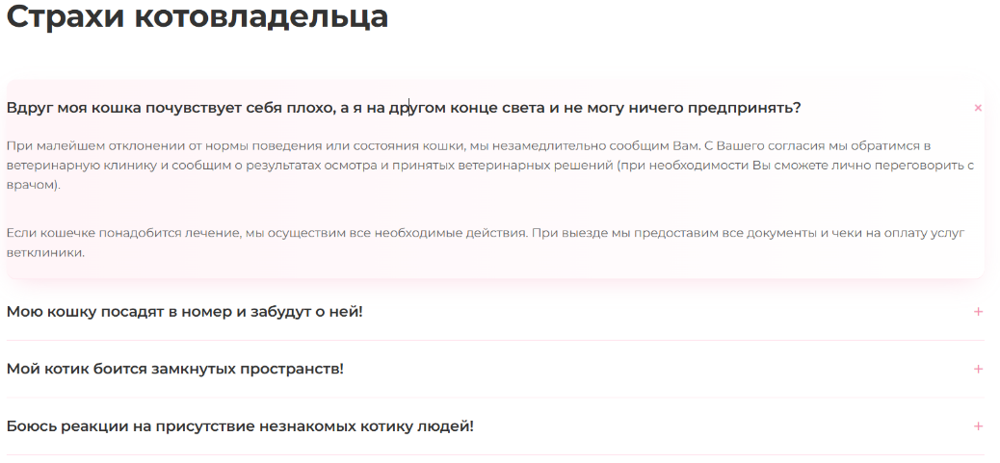 Страхи котовладельца
Вдруг моя кошка почувствует себя плохо, а я на другом конце света и не могу ничего предпринять?
При малейшем отклонении от нормы поведения или состояния кошки, мы незамедлительно сообщим Вам. С Вашего согласия мы обратимся в
ветеринарную клинику и сообщим о результатах осмотра и принятых ветеринарных решений (при необходимости Вы сможете лично переговорить с
врачом).
Если кошечке понадобится лечение, мы осуществим все необходимые действия. При выезде мы предоставим все документы и чеки на оплату услуг
ветклиники.
Мою кошку посадят в номер и забудут о ней!
Мой котик боится замкнутых пространств!
Боюсь реакции на присутствие незнакомых котику людей!